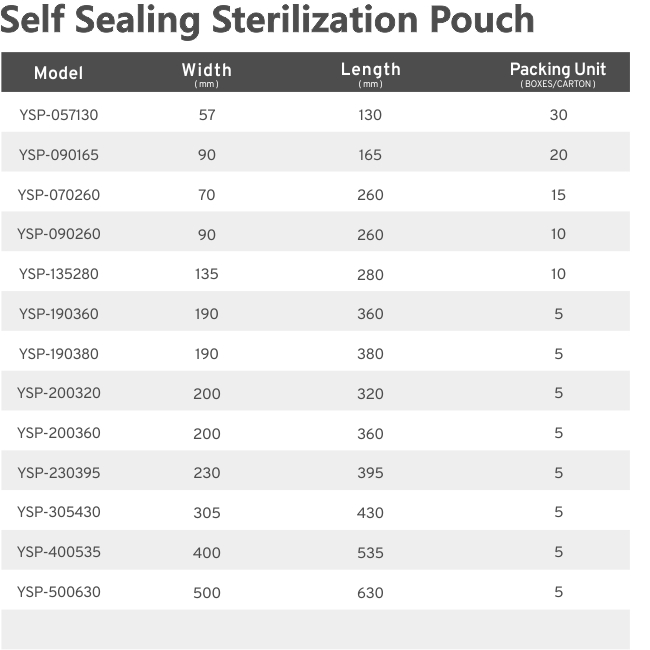 Self Sealing Sterilization Pouch
Model Width Length Packing Unit
(mm) (mm) (BOXES/CARTON)
YSP-057130 57 130 30
YSP-090165 90 165 20
YSP-070260 70 260 15
YSP-090260 90 260 10
YSP-135280 135 280 10
YSP-190360 190 360 5
YSP-190380 190 380 5
YSP-200320 200 320 5
YSP-200360 200 360 5
YSP-230395 230 395 5
YSP-305430 305 430 5
YSP-400535 400 535 5
YSP-500630 500 630 5